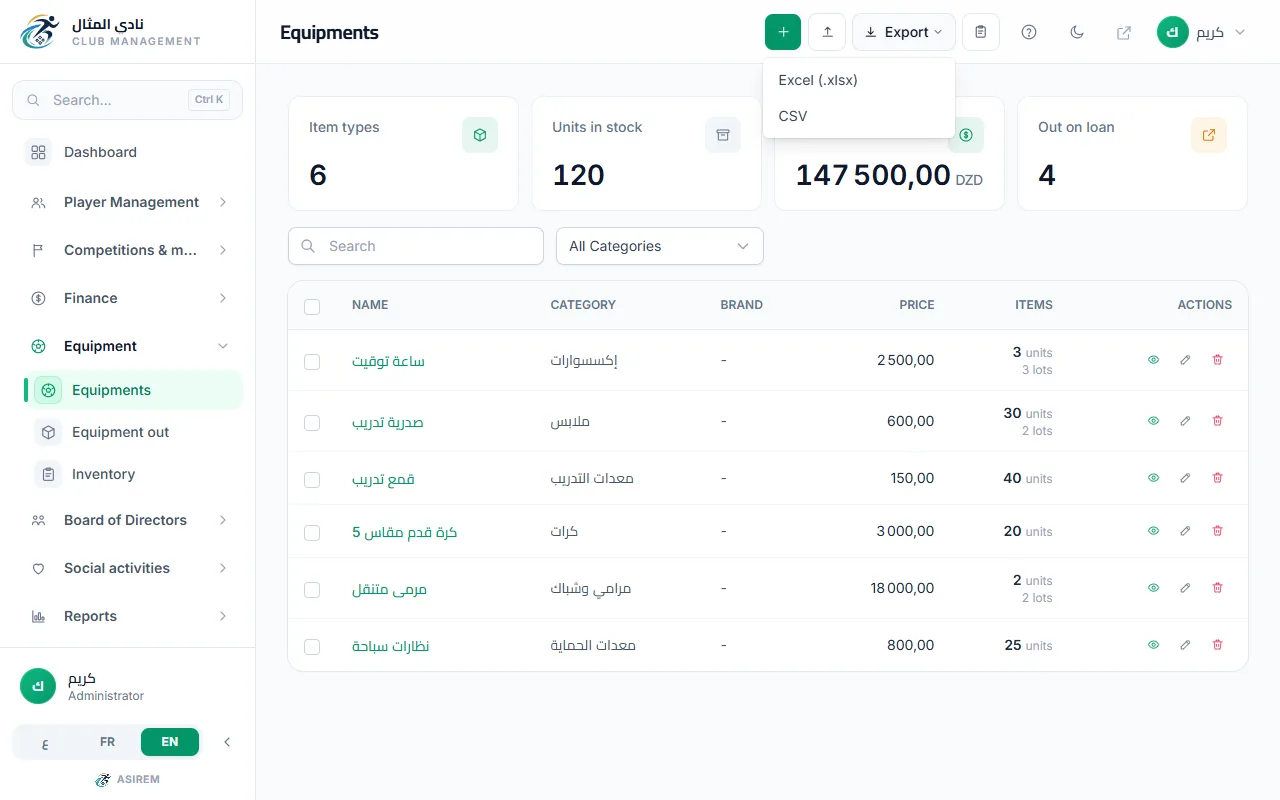 نادي المثال
CLUB MANAGEMENT
Equipments
Export
كريم
Excel (.xlsx)
CSV
Search...
Ctrl K
Dashboard
Player Management
Competitions & m...
Finance
Equipment
Equipments
Equipment out
Inventory
Board of Directors
Social activities
Reports
كريم
Administrator
ع FR EN
ASIREM
Item types
6
Units in stock
120
147 500,00 DZD
Out on loan
4
Search
All Categories
NAME CATEGORY BRAND PRICE ITEMS ACTIONS
ساعة توقيت إكسسوارات - 2 500,00 3 units
3 lots
صدرية تدريب ملابس - 600,00 30 units
2 lots
قمع تدريب معدات التدريب - 150,00 40 units
كرة قدم مقاس 5 كرات - 3 000,00 20 units
مرمى متنقل مرامي وشباك - 18 000,00 2 units
2 lots
نظارات سباحة معدات الحماية - 800,00 25 units